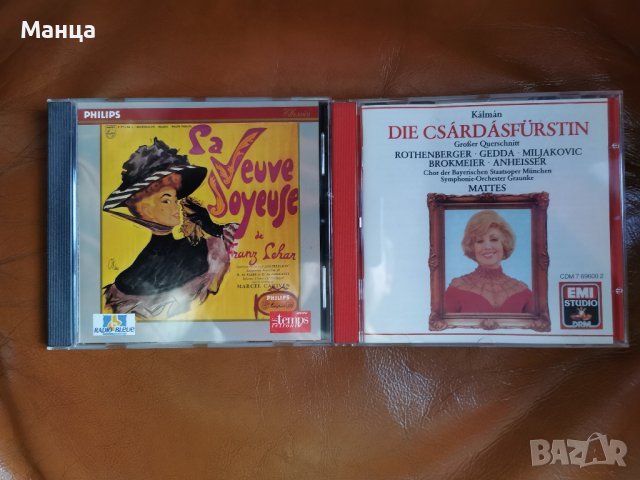 Манца
PHILIPS
La
Veuve
Joyeuse
de
Franz Lehar
MARCEL CARIVEN
PHILIPS
RADIO BLEUE
temps
Kálmán
DIE CSÁRDÁSFÜRSTIN
Großer Querschnitt
ROTHENBERGER · GEDDA · MILJAKOVIC
BROKMEIER · ANHEISSER
Chor der Bayerischen Staatsoper München
Symphonie-Orchester Graunke
MATTES
CDM 7 69600 2
EMI
STUDIO
DRM
BAZAR